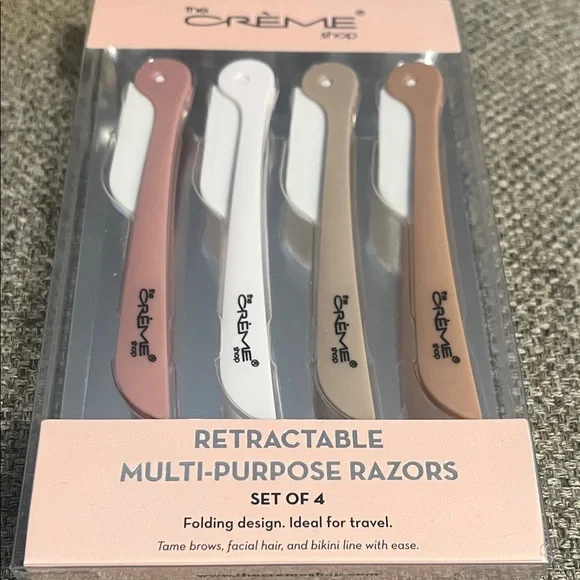 the
CRÈME®
shop
the
CRÈME®
shop
the
CRÈME®
shop
the
CRÈME®
shop
the
CRÈME®
shop
RETRACTABLE
MULTI-PURPOSE RAZORS
SET OF 4
Folding design. Ideal for travel.
Tame brows, facial hair, and bikini line with ease.